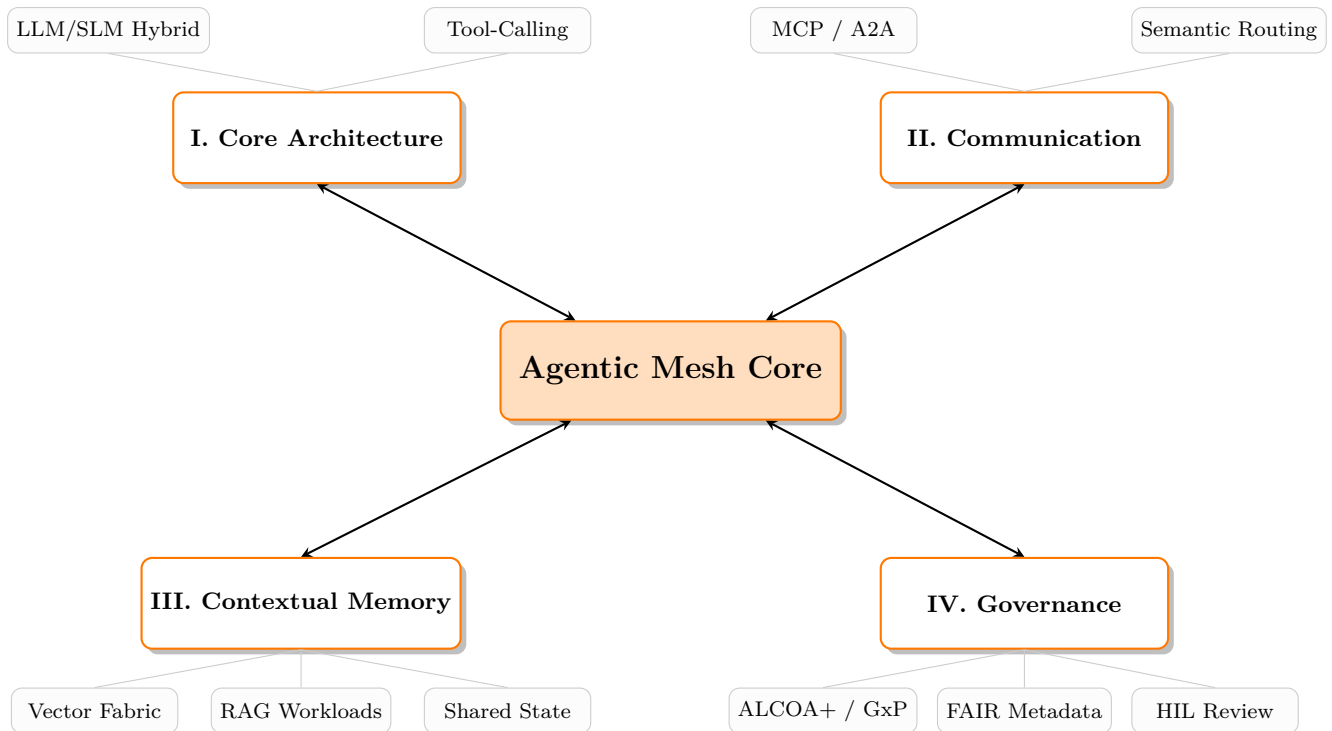 LLM/SLM Hybrid
Tool-Calling
MCP / A2A
Semantic Routing
I. Core Architecture
II. Communication
Agentic Mesh Core
III. Contextual Memory
IV. Governance
Vector Fabric
RAG Workloads
Shared State
ALCOA+ / GxP
FAIR Metadata
HIL Review